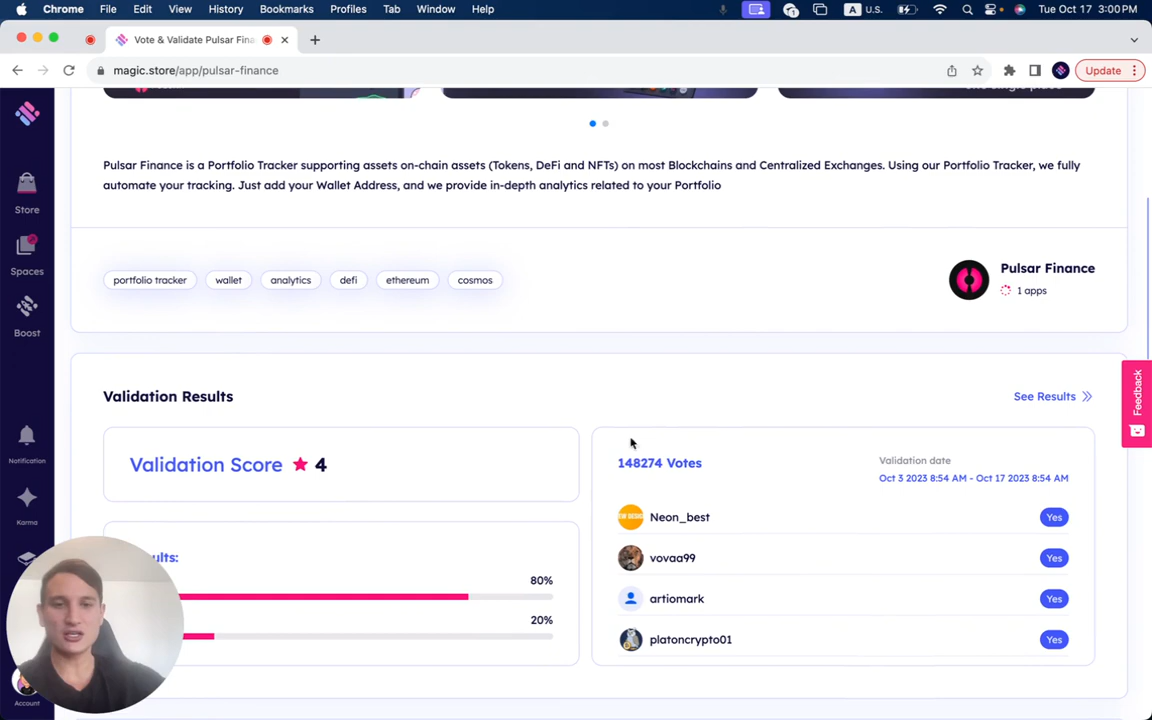 Chrome File Edit View History Bookmarks Profiles Tab Window Help A U.S. Tue Oct 17 3:00 PM
Vote & Validate Pulsar Fina
magic.store/app/pulsar-finance
Update
Store
Spaces
Boost
Notification
Karma
Account
Pulsar Finance is a Portfolio Tracker supporting assets on-chain assets (Tokens, DeFi and NFTs) on most Blockchains and Centralized Exchanges. Using our Portfolio Tracker, we fully
automate your tracking. Just add your Wallet Address, and we provide in-depth analytics related to your Portfolio
portfolio tracker wallet analytics defi ethereum cosmos
Pulsar Finance
1 apps
Feedback
Validation Results
See Results
Validation Score 4
80%
20%
148274 Votes
Validation date
Oct 3 2023 8:54 AM - Oct 17 2023 8:54 AM
Neon_best Yes
vovaa99 Yes
artiomark Yes
platoncrypto01 Yes